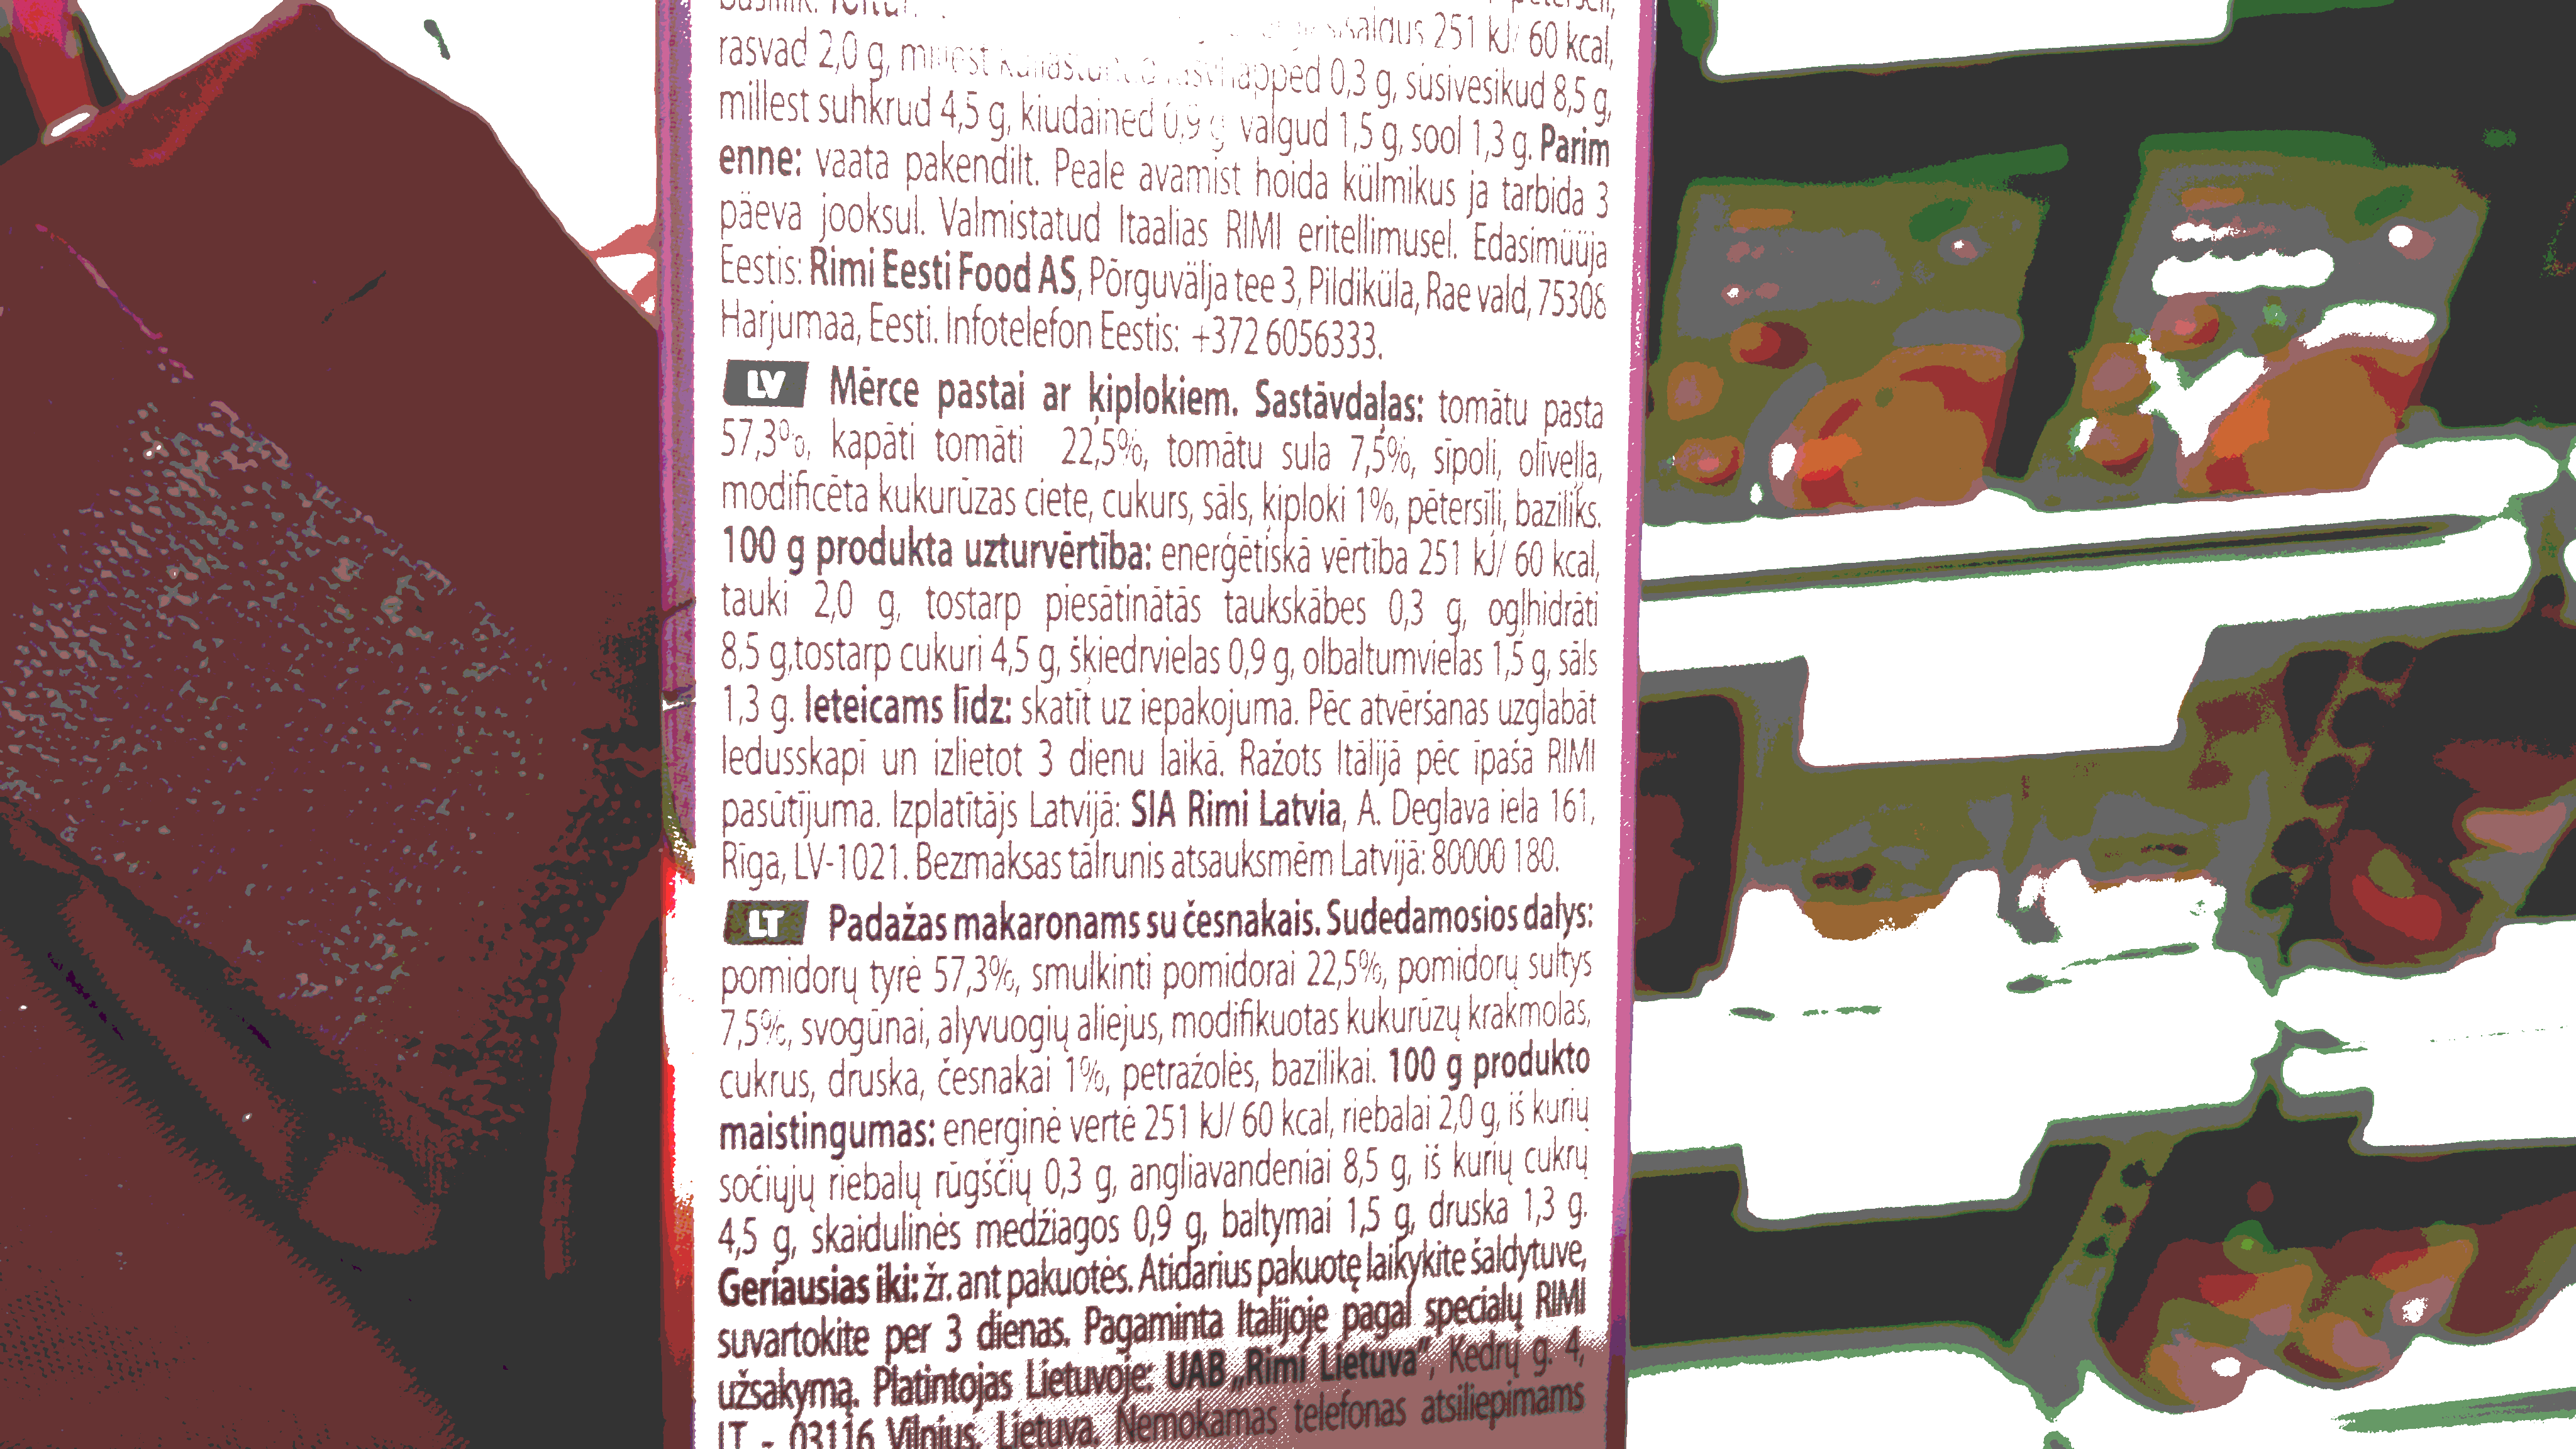 251 kJ/ 60 kcal,
rasvad 2,0 g, millest 0,3 g, süsivesikud 8,5 g,
millest suhkrud 4,5 g, kiudained 0,9 g valgud 1,5 g, sool 1,3 g. Parim
enne: vaata pakendilt. Peale avamist hoida külmikus ja tarbida 3
päeva jooksul. Valmistatud Itaalias RIMI eritellimusel. Edasimüüja
Eestis: Rimi Eesti Food AS, Põrguvälja tee 3, Pildiküla, Rae vald, 75308
Harjumaa, Eesti. Infotelefon Eestis: +372 6056333.
LV Mērce pastai ar ķiplokiem. Sastāvdaļas: tomātu pasta
57,3%, kapāti tomāti 22,5%, tomātu sula 7,5%, sīpoli, olīveļļa,
modificēta kukurūzas ciete, cukurs, sāls, ķiploki 1%, pētersīļi, baziliks.
100 g produkta uzturvērtība: enerģētiskā vērtība 251 kJ/ 60 kcal,
tauki 2,0 g, tostarp piesātinātās taukskābes 0,3 g, ogļhidrāti
8,5 g,tostarp cukuri 4,5 g, šķiedrvielas 0,9 g, olbaltumvielas 1,5 g, sāls
1,3 g. Ieteicams līdz: skatīt uz iepakojuma. Pēc atvēršanas uzglabāt
ledusskapī un izlietot 3 dienu laikā. Ražots Itālijā pēc īpaša RIMI
pasūtījuma. Izplatītājs Latvijā: SIA Rimi Latvia, A. Deglava iela 161,
Rīga, LV-1021. Bezmaksas tālrunis atsauksmēm Latvijā: 80000 180.
LT Padažas makaronams su česnakais. Sudedamosios dalys:
pomidorų tyrė 57,3%, smulkinti pomidorai 22,5%, pomidorų sultys
7,5%, svogūnai, alyvuogių aliejus, modifikuotas kukurūzų krakmolas,
cukrus, druska, česnakai 1%, petražolės, bazilikai. 100 g produkto
maistingumas: energinė vertė 251 kJ/ 60 kcal, riebalai 2,0 g, iš kurių
sočiųjų riebalų rūgščių 0,3 g, angliavandeniai 8,5 g, iš kurių cukrų
4,5 g, skaidulinės medžiagos 0,9 g, baltymai 1,5 g, druska 1,3 g.
Geriausias iki: žr. ant pakuotės. Atidarius pakuotę laikykite šaldytuve,
suvartokite per 3 dienas. Pagaminta Italijoje pagal specialų RIMI
užsakymą. Platintojas Lietuvoje: UAB „Rimi Lietuva", Kedrų g. 4,
LT - 03116 Vilnius, Lietuva. Nemokamas telefonas atsiliepimams